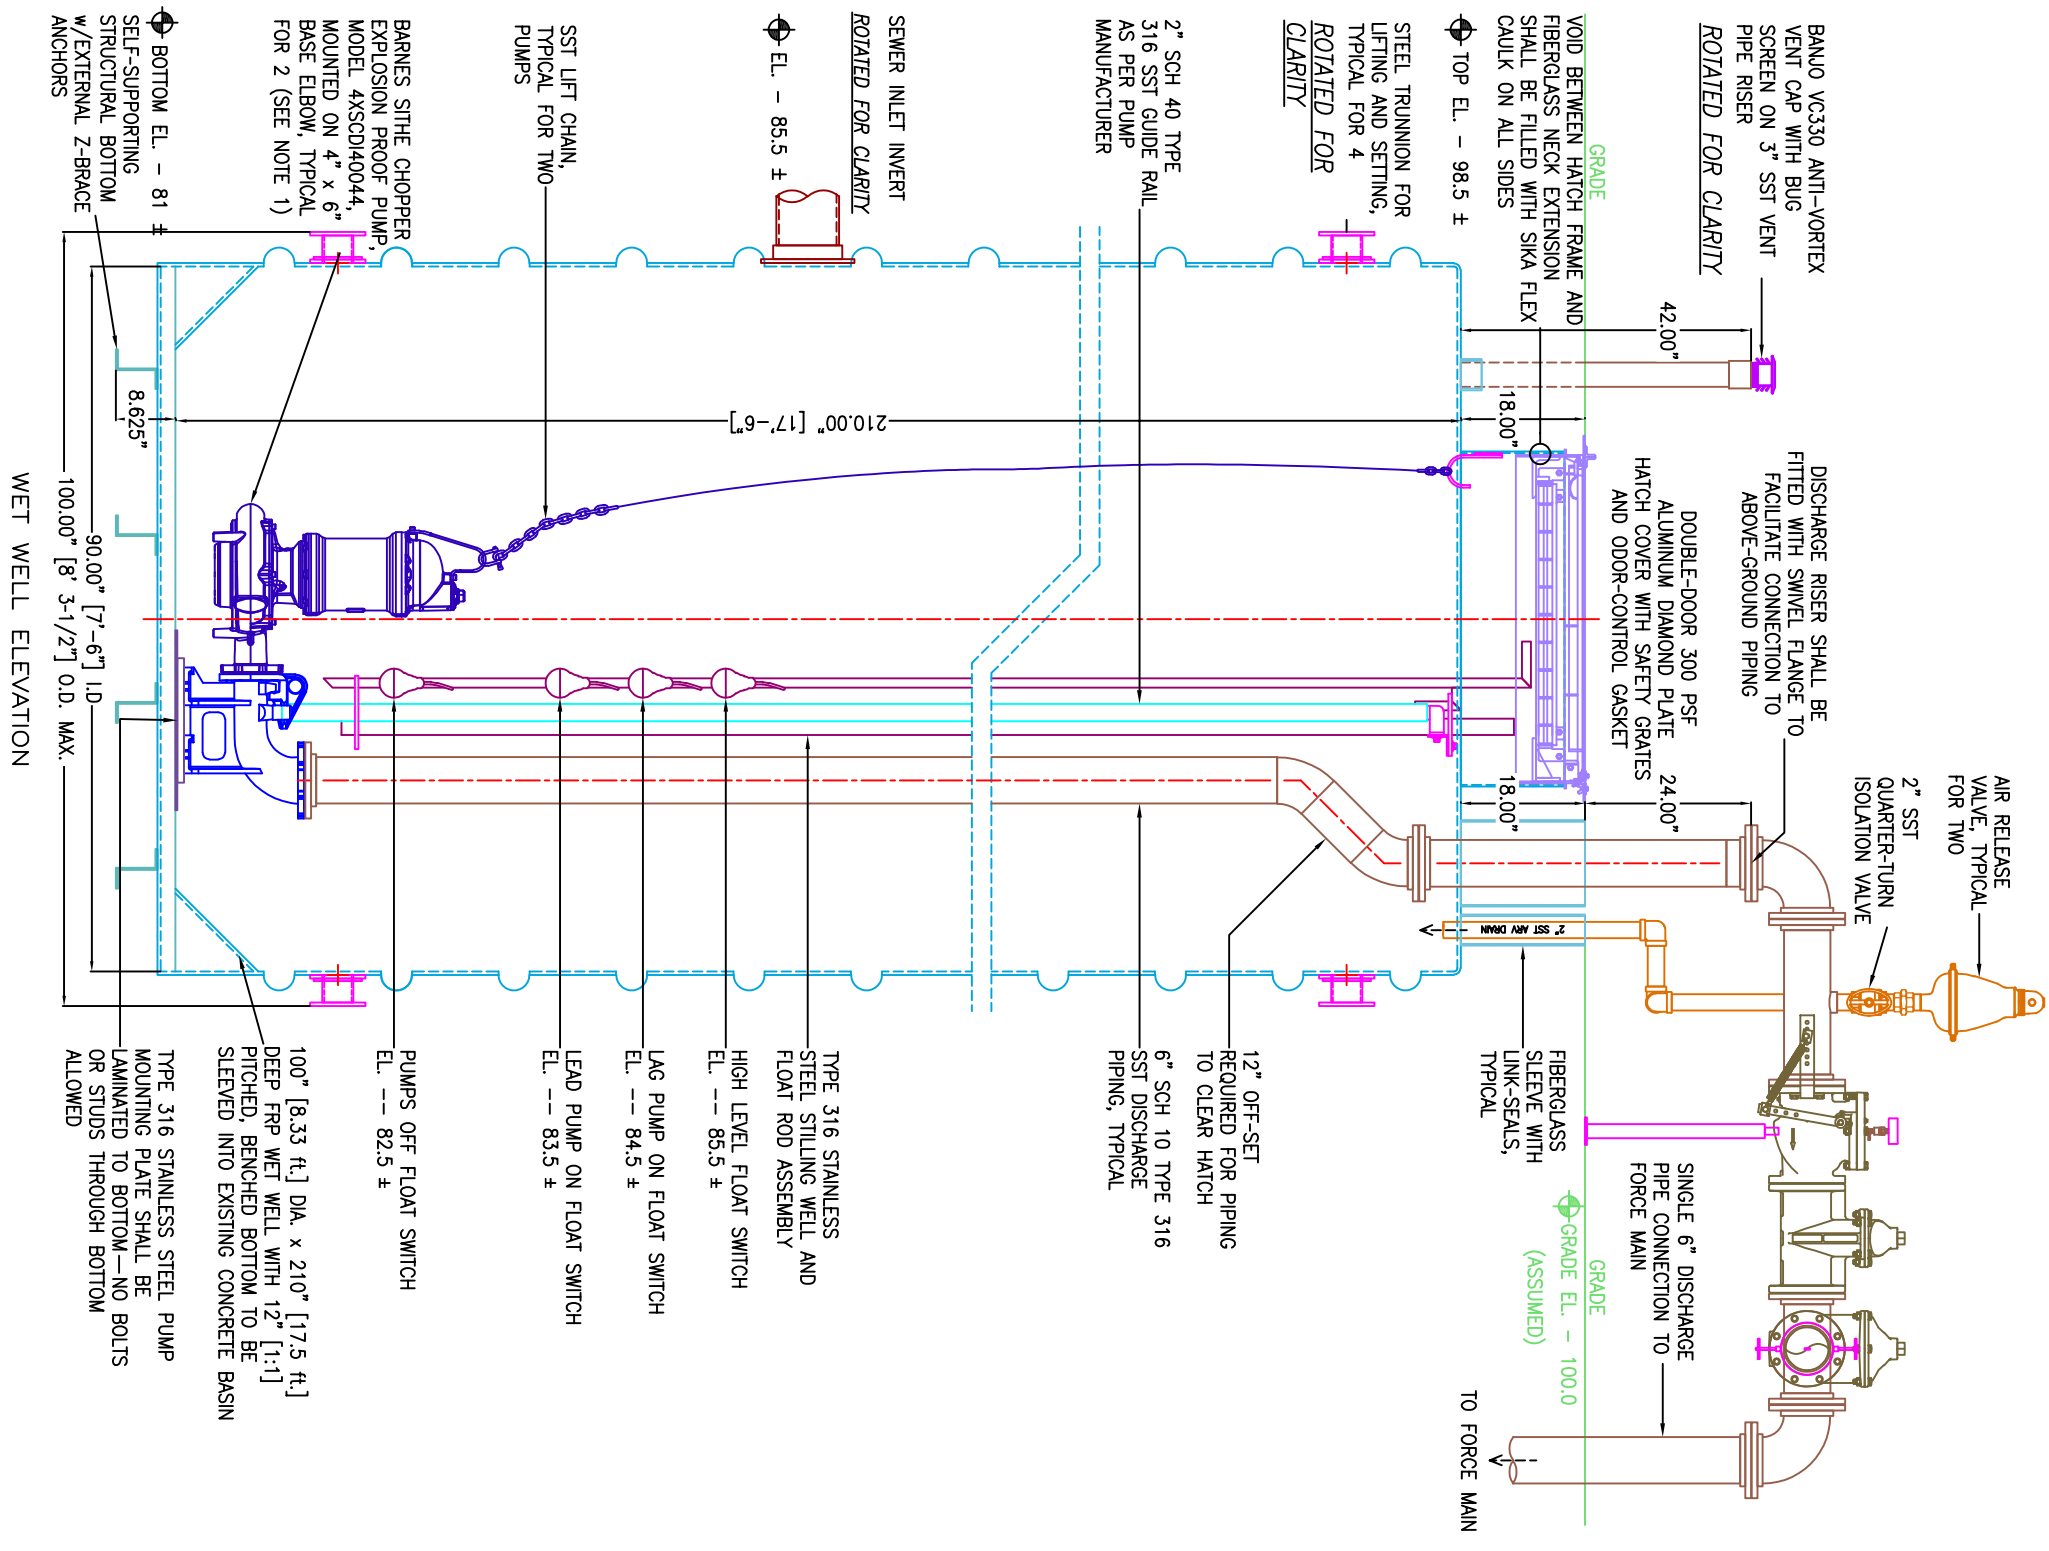 BANJO VC330 ANTI-VORTEX
VENT CAP WITH BUG
SCREEN ON 3" SST VENT
PIPE RISER
ROTATED FOR CLARITY
GRADE
VOID BETWEEN HATCH FRAME AND
FIBERGLASS NECK EXTENSION
SHALL BE FILLED WITH SIKA FLEX
CAULK ON ALL SIDES
TOP EL. - 98.5 ±
STEEL TRUNNION FOR
LIFTING AND SETTING,
TYPICAL FOR 4
ROTATED FOR
CLARITY
2" SCH 40 TYPE
316 SST GUIDE RAIL
AS PER PUMP
MANUFACTURER
SEWER INLET INVERT
ROTATED FOR CLARITY
EL. - 85.5 ±
SST LIFT CHAIN,
TYPICAL FOR TWO
PUMPS
BARNES SITHE CHOPPER
EXPLOSION PROOF PUMP,
MODEL 4XSCDI40044,
MOUNTED ON 4" x 6"
BASE ELBOW, TYPICAL
FOR 2 (SEE NOTE 1)
BOTTOM EL. - 81 ±
SELF-SUPPORTING
STRUCTURAL BOTTOM
w/EXTERNAL Z-BRACE
ANCHORS
42.00"
18.00"
210.00" [17'-6"]
8.625"
AIR RELEASE
VALVE, TYPICAL
FOR TWO
2" SST
QUARTER-TURN
ISOLATION VALVE
DISCHARGE RISER SHALL BE
FITTED WITH SWIVEL FLANGE TO
FACILITATE CONNECTION TO
ABOVE-GROUND PIPING
DOUBLE-DOOR 300 PSF
ALUMINUM DIAMOND PLATE
HATCH COVER WITH SAFETY GRATES
AND ODOR-CONTROL GASKET
24.00"
18.00"
2" SST ARV DRAIN
90.00" [7'-6"] I.D
100.00" [8' 3-1/2"] O.D. MAX.
SINGLE 6" DISCHARGE
PIPE CONNECTION TO
FORCE MAIN
GRADE
GRADE EL. - 100.0
(ASSUMED)
TO FORCE MAIN
FIBERGLASS
SLEEVE WITH
LINK-SEALS,
TYPICAL
12" OFF-SET
REQUIRED FOR PIPING
TO CLEAR HATCH
6" SCH 10 TYPE 316
SST DISCHARGE
PIPING, TYPICAL
TYPE 316 STAINLESS
STEEL STILLING WELL AND
FLOAT ROD ASSEMBLY
HIGH LEVEL FLOAT SWITCH
EL. -- 85.5 ±
LAG PUMP ON FLOAT SWITCH
EL. -- 84.5 ±
LEAD PUMP ON FLOAT SWITCH
EL. -- 83.5 ±
PUMPS OFF FLOAT SWITCH
EL. -- 82.5 ±
100" [8.33 ft.] DIA. x 210" [17.5 ft.]
DEEP FRP WET WELL WITH 12" [1:1]
PITCHED, BENCHED BOTTOM TO BE
SLEEVED INTO EXISTING CONCRETE BASIN
TYPE 316 STAINLESS STEEL PUMP
MOUNTING PLATE SHALL BE
LAMINATED TO BOTTOM—NO BOLTS
OR STUDS THROUGH BOTTOM
ALLOWED
WET WELL ELEVATION